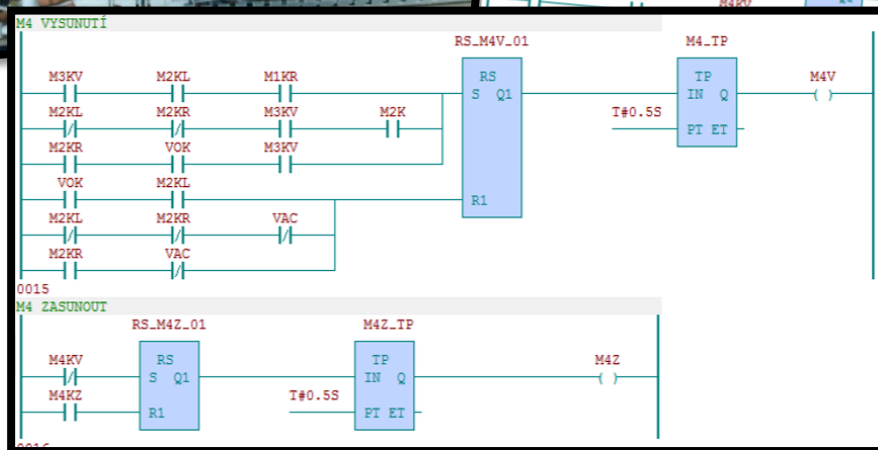 M4KV
M4 VYSUNUTÍ
RS_M4V_01 M4_TP
M3KV M2KL M1KR RS TP M4V
S Q1 IN Q
M2KL M2KR M3KV M2K T#0.5S
PT ET
M2KR VOK M3KV
VOK M2KL
R1
M2KL M2KR VAC
M2KR VAC
0015
M4 ZASUNOUT
RS_M4Z_01 M4Z_TP
M4KV RS TP M4Z
S Q1 IN Q
M4KZ T#0.5S
R1 PT ET
0016